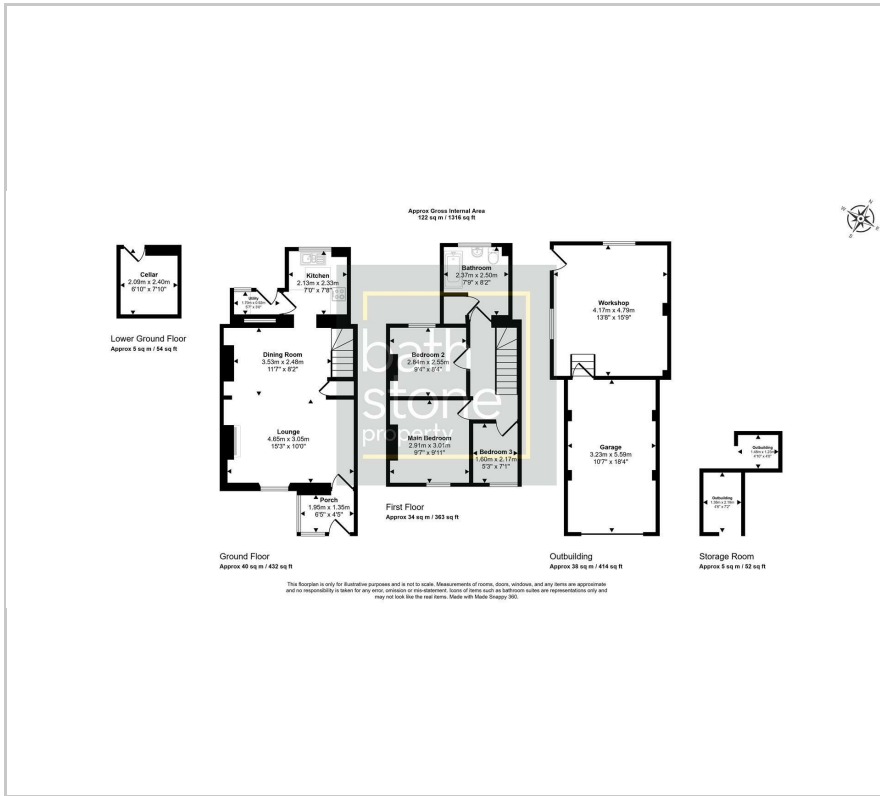 Approx Gross Internal Area
122 sq m / 1316 sq ft
N
W
E
S
Cellar
2.09m x 2.40m
6'10" x 7'10"
Lower Ground Floor
Approx 5 sq m / 54 sq ft
Kitchen
2.13m x 2.33m
7'0" x 7'8"
Utility
Dining Room
3.53m x 2.48m
11'7" x 8'2"
Lounge
4.65m x 3.05m
15'3" x 10'0"
Porch
1.95m x 1.35m
6'5" x 4'5"
Ground Floor
Approx 40 sq m / 432 sq ft
Bathroom
2.37m x 2.50m
7'9" x 8'2"
Bedroom 2
2.84m x 2.55m
9'4" x 8'4"
Main Bedroom
2.91m x 3.01m
9'7" x 9'11"
Bedroom 3
1.60m x 2.17m
5'3" x 7'1"
First Floor
Approx 34 sq m / 363 sq ft
bath
stone
property
Workshop
4.17m x 4.79m
13'8" x 15'9"
Garage
3.23m x 5.59m
10'7" x 18'4"
Outbuilding
Approx 38 sq m / 414 sq ft
Outbuilding
Outbuilding
Storage Room
Approx 5 sq m / 52 sq ft
This floorplan is only for illustrative purposes and is not to scale. Measurements of rooms, doors, windows, and any items are approximate
and no responsibility is taken for any error, omission or mis-statement. Icons of items such as bathroom suites are representations only and
may not look like the real items. Made with Made Snappy 360.